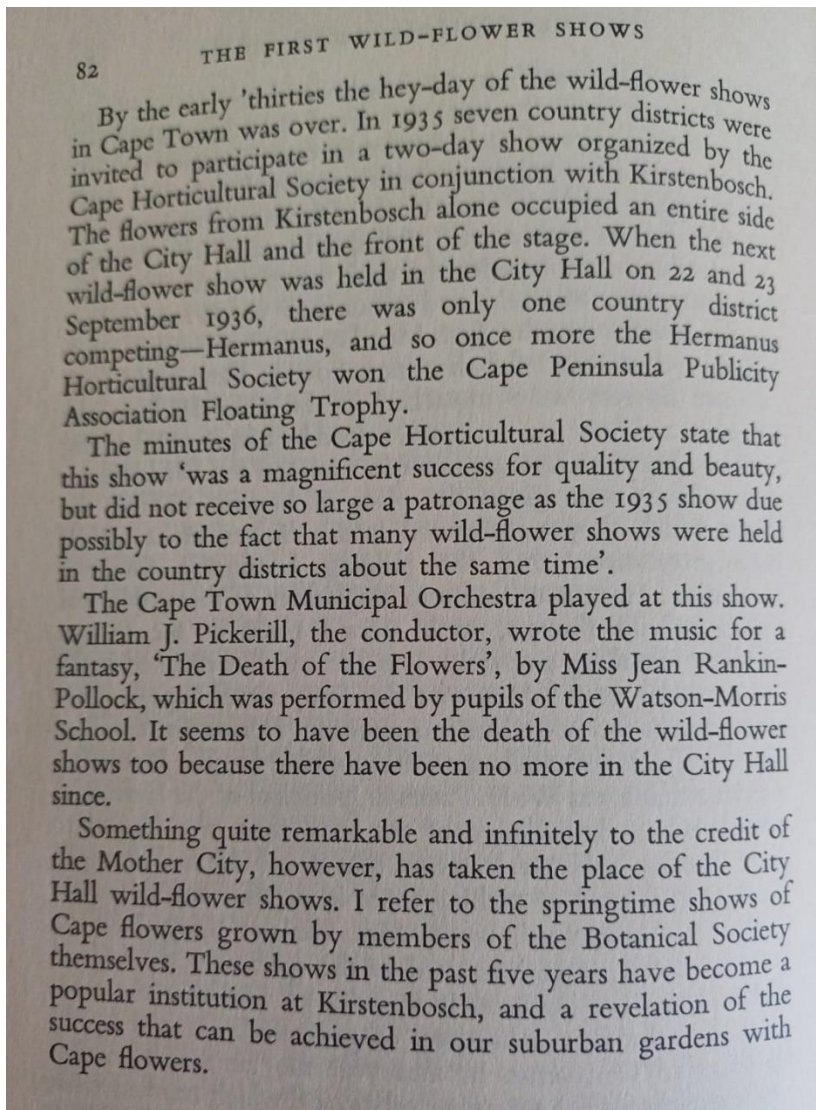 82
THE FIRST WILD-FLOWER SHOWS
By the early ’thirties the hey-day of the wild-flower shows
in Cape Town was over. In 1935 seven country districts were
invited to participate in a two-day show organized by the
Cape Horticultural Society in conjunction with Kirstenbosch.
The flowers from Kirstenbosch alone occupied an entire side
of the City Hall and the front of the stage. When the next
wild-flower show was held in the City Hall on 22 and 23
September 1936, there was only one country district
competing—Hermanus, and so once more the Hermanus
Horticultural Society won the Cape Peninsula Publicity
Association Floating Trophy.
The minutes of the Cape Horticultural Society state that
this show ‘was a magnificent success for quality and beauty,
but did not receive so large a patronage as the 1935 show due
possibly to the fact that many wild-flower shows were held
in the country districts about the same time’.
The Cape Town Municipal Orchestra played at this show.
William J. Pickerill, the conductor, wrote the music for a
fantasy, ‘The Death of the Flowers’, by Miss Jean Rankin-
Pollock, which was performed by pupils of the Watson-Morris
School. It seems to have been the death of the wild-flower
shows too because there have been no more in the City Hall
since.
Something quite remarkable and infinitely to the credit of
the Mother City, however, has taken the place of the City
Hall wild-flower shows. I refer to the springtime shows of
Cape flowers grown by members of the Botanical Society
themselves. These shows in the past five years have become a
popular institution at Kirstenbosch, and a revelation of the
success that can be achieved in our suburban gardens with
Cape flowers.